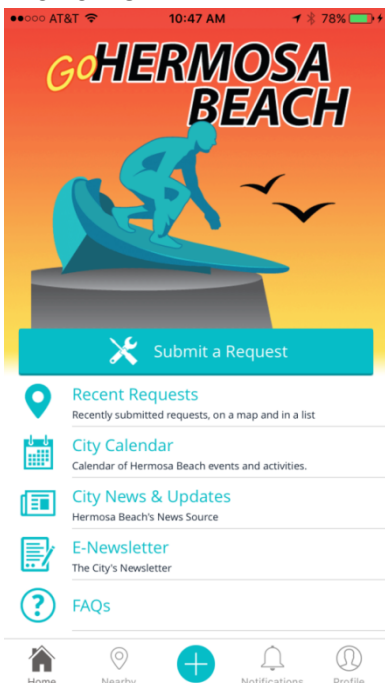 ●●○○○ AT&T 10:47 AM 78%
Go HERMOSA
BEACH
Submit a Request
Recent Requests
Recently submitted requests, on a map and in a list
City Calendar
Calendar of Hermosa Beach events and activities.
City News & Updates
Hermosa Beach's News Source
E-Newsletter
The City's Newsletter
? FAQs
Home Nearby + Notifications Profile